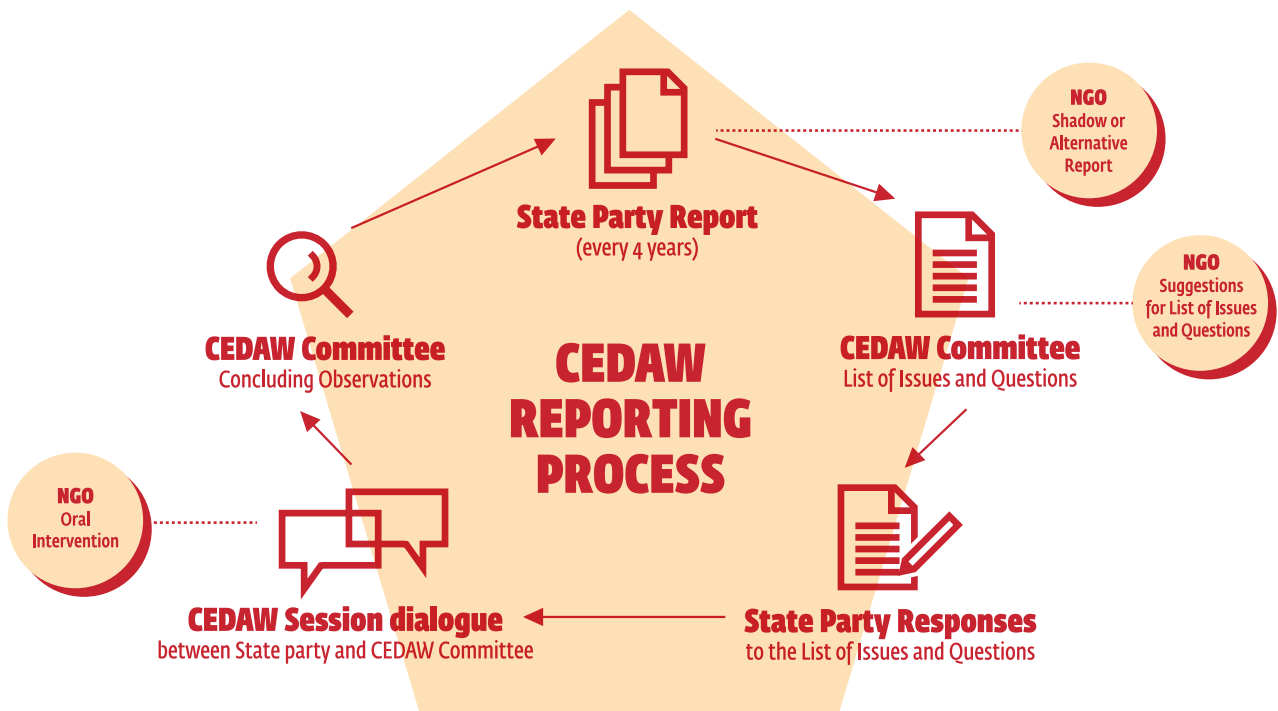 State Party Report
(every 4 years)
NGO
Shadow or
Alternative
Report
NGO
Suggestions
for List of Issues
and Questions
CEDAW Committee
List of Issues and Questions
State Party Responses
to the List of Issues and Questions
CEDAW Session dialogue
between State party and CEDAW Committee
NGO
Oral
Intervention
CEDAW Committee
Concluding Observations
CEDAW
REPORTING
PROCESS